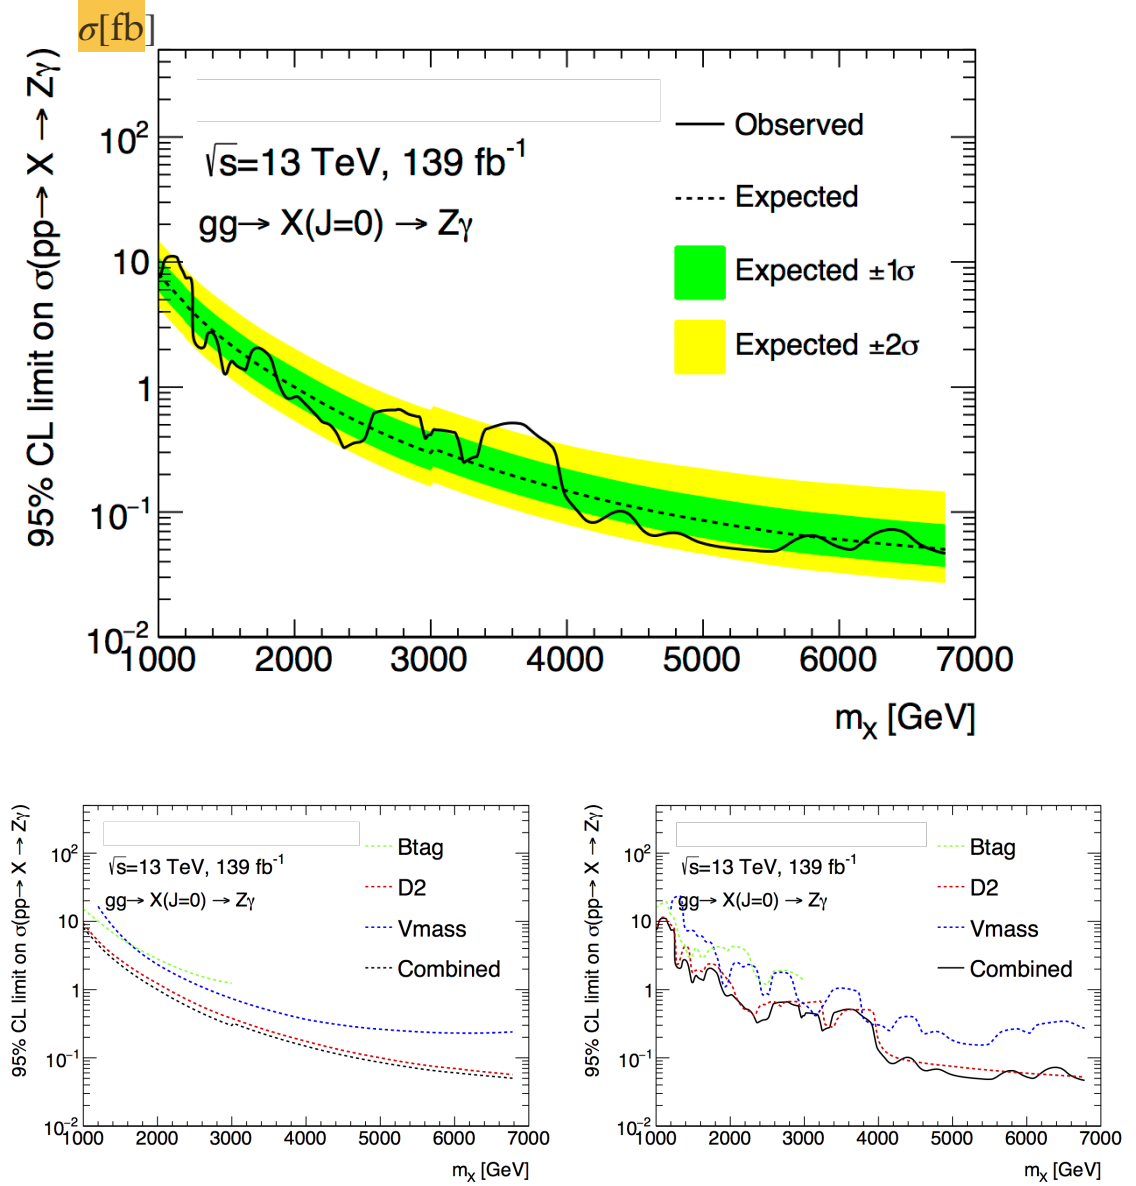 σ[fb]
95% CL limit on σ(pp→ X → Zγ)
√s=13 TeV, 139 fb⁻¹
gg→ X(J=0) → Zγ
Observed
Expected
Expected ±1σ
Expected ±2σ
10²
10
1
10⁻¹
10⁻²
1000 2000 3000 4000 5000 6000 7000
m_X [GeV]
95% CL limit on σ(pp→ X → Zγ)
√s=13 TeV, 139 fb⁻¹
gg→ X(J=0) → Zγ
Btag
D2
Vmass
Combined
10²
10
1
10⁻¹
10⁻²
1000 2000 3000 4000 5000 6000 7000
m_X [GeV]
95% CL limit on σ(pp→ X → Zγ)
√s=13 TeV, 139 fb⁻¹
gg→ X(J=0) → Zγ
Btag
D2
Vmass
Combined
10²
10
1
10⁻¹
10⁻²
1000 2000 3000 4000 5000 6000 7000
m_X [GeV]